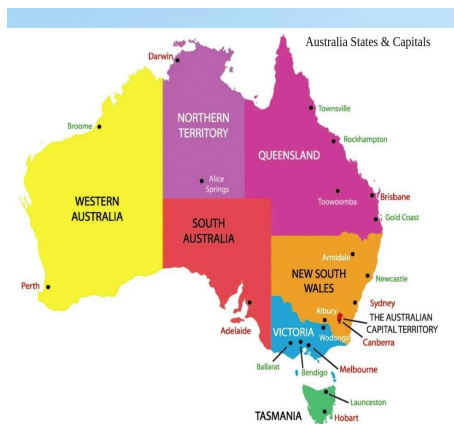 Australia States & Capitals
Darwin
Townsville
NORTHERN
TERRITORY
Broome
Rockhampton
QUEENSLAND
Alice
Springs
Toowoomba
Brisbane
WESTERN
AUSTRALIA
Gold Coast
SOUTH
AUSTRALIA
Armidale
NEW SOUTH
WALES
Newcastle
Perth
Sydney
Albury
THE AUSTRALIAN
CAPITAL TERRITORY
Adelaide
VICTORIA
Wodonga
Canberra
Ballarat
Bendigo
Melbourne
Launceston
TASMANIA
Hobart